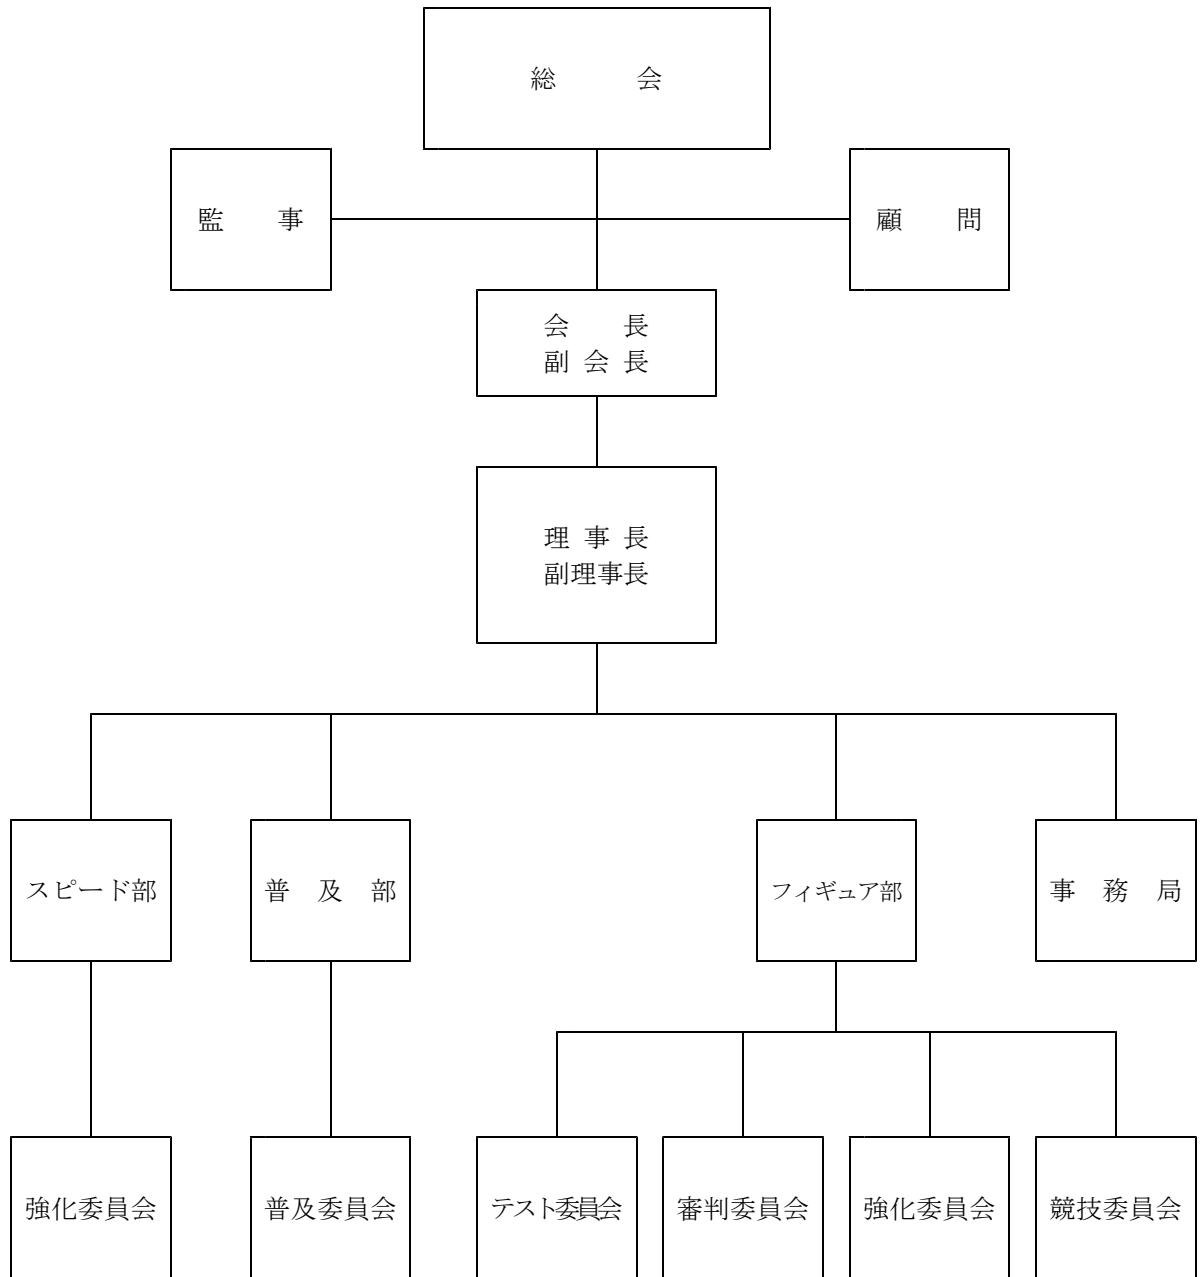 総　会
監　事
顧　問
会　長
副 会 長
理 事 長
副理事長
スピード部
普 及 部
フィギュア部
事 務 局
強化委員会
普及委員会
テスト委員会
審判委員会
強化委員会
競技委員会